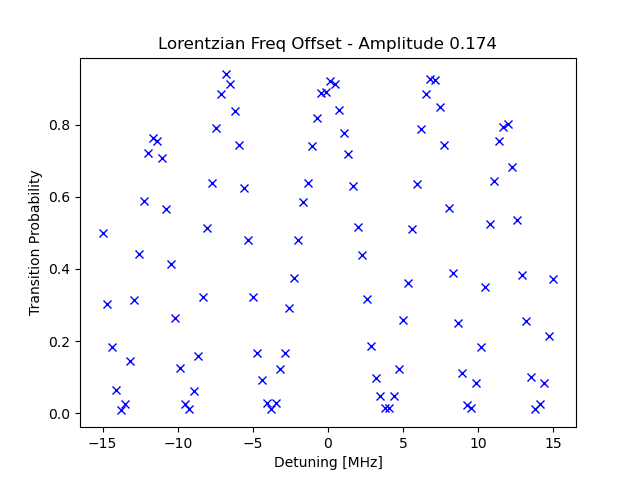 Lorentzian Freq Offset - Amplitude 0.174
Transition Probability
0.8
0.6
0.4
0.2
0.0
−15 −10 −5 0 5 10 15
Detuning [MHz]